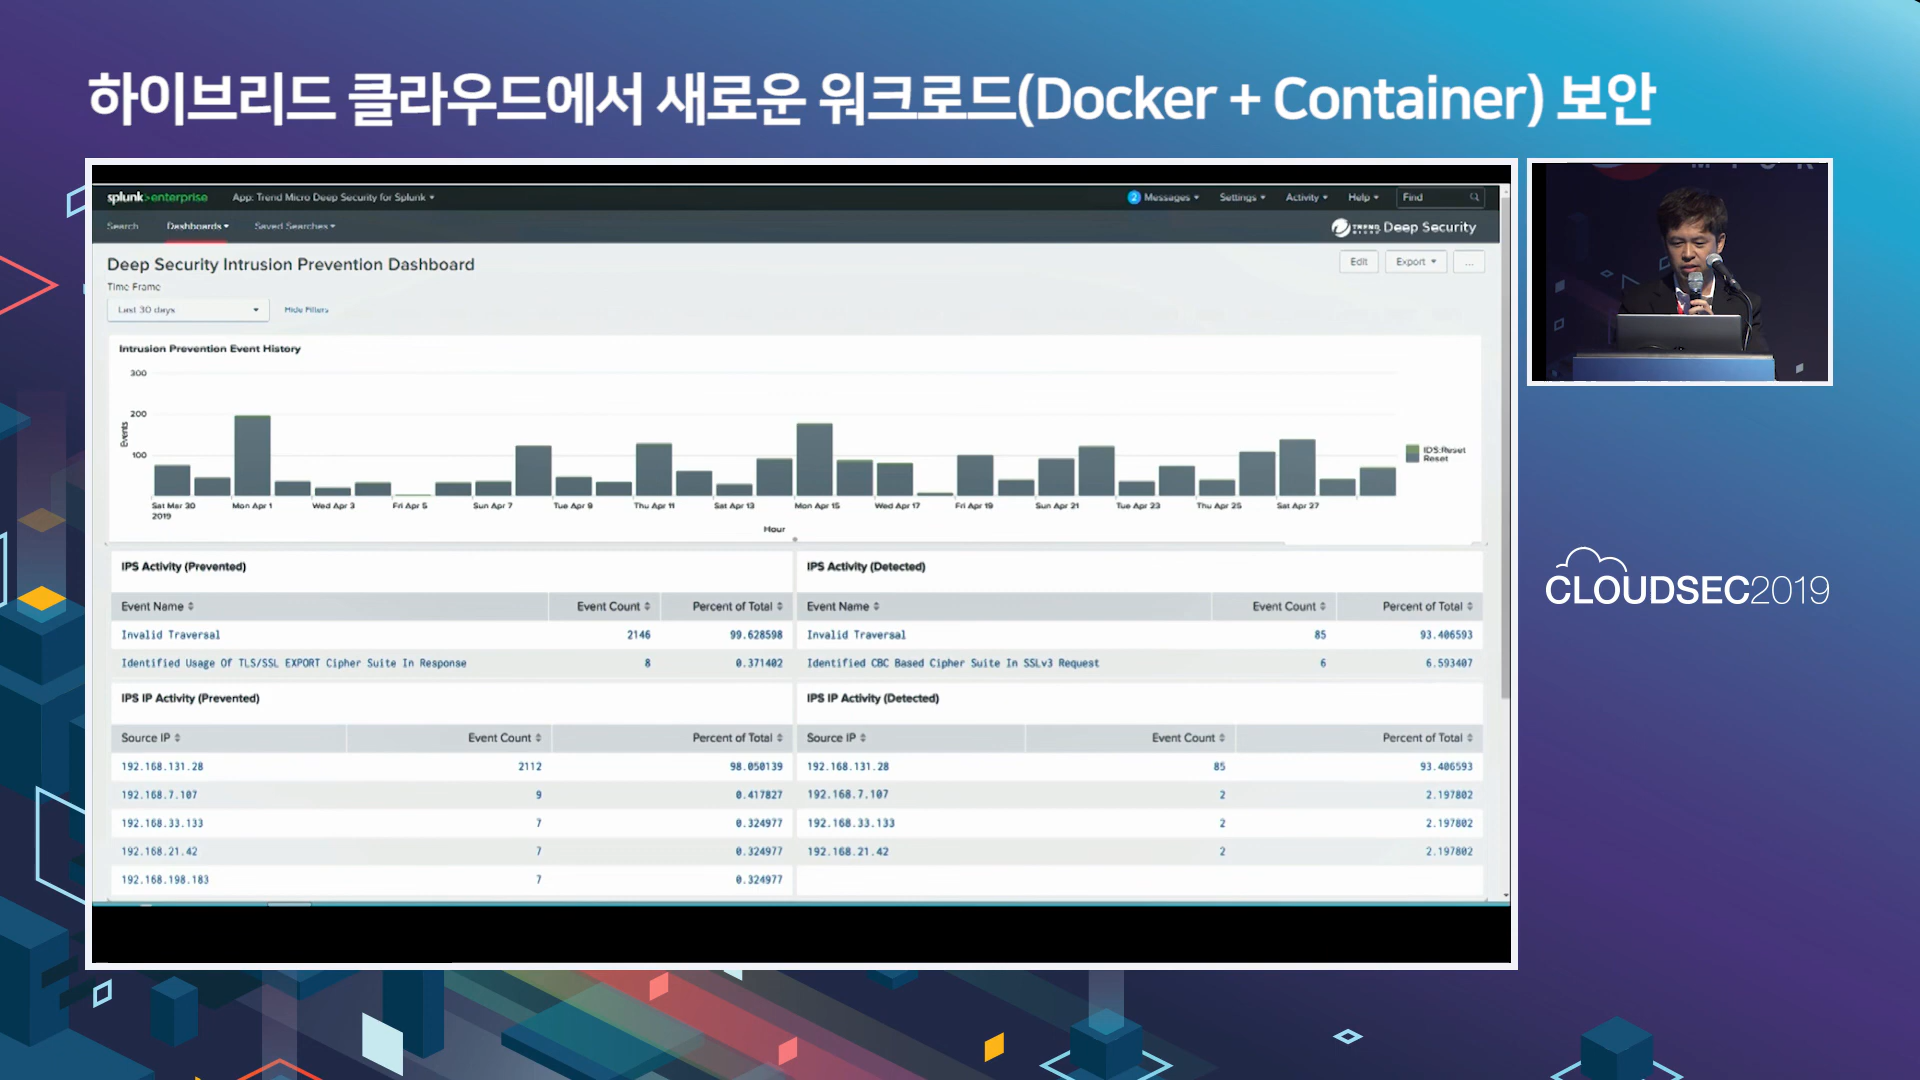 하이브리드 클라우드에서 새로운 워크로드(Docker + Container) 보안
splunk>enterprise App: Trend Micro Deep Security for Splunk
2 Messages Settings Activity Help Find
Search Dashboards Saved Searches
TREND MICRO Deep Security
Deep Security Intrusion Prevention Dashboard
Edit Export ...
Time Frame
Last 30 days Hide Filters
Intrusion Prevention Event History
300
200
100
Events
IDS:Reset
Reset
Sat Mar 30 Mon Apr 1 Wed Apr 3 Fri Apr 5 Sun Apr 7 Tue Apr 9 Thu Apr 11 Sat Apr 13 Mon Apr 15 Wed Apr 17 Fri Apr 19 Sun Apr 21 Tue Apr 23 Thu Apr 25 Sat Apr 27
2019
Hour
IPS Activity (Prevented)
Event Name Event Count Percent of Total
Invalid Traversal 2146 99.628598
Identified Usage Of TLS/SSL EXPORT Cipher Suite In Response 8 0.371402
IPS Activity (Detected)
Event Name Event Count Percent of Total
Invalid Traversal 85 93.406593
Identified CBC Based Cipher Suite In SSLv3 Request 6 6.593407
IPS IP Activity (Prevented)
Source IP Event Count Percent of Total
192.168.131.28 2112 98.050139
192.168.7.107 9 0.417827
192.168.33.133 7 0.324977
192.168.21.42 7 0.324977
192.168.198.183 7 0.324977
IPS IP Activity (Detected)
Source IP Event Count Percent of Total
192.168.131.28 85 93.406593
192.168.7.107 2 2.197802
192.168.33.133 2 2.197802
192.168.21.42 2 2.197802
CLOUDSEC2019